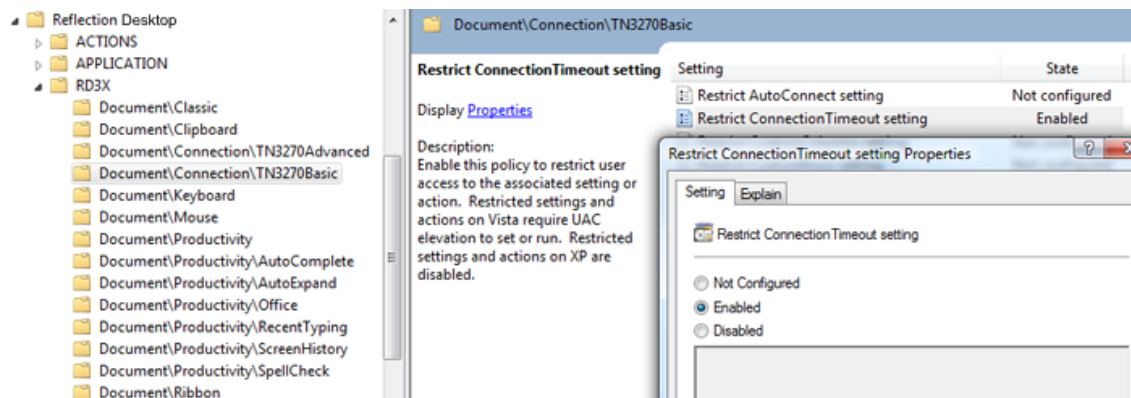 Reflection Desktop
ACTIONS
APPLICATION
RD3X
Document\Classic
Document\Clipboard
Document\Connection\TN3270Advanced
Document\Connection\TN3270Basic
Document\Keyboard
Document\Mouse
Document\Productivity
Document\Productivity\AutoComplete
Document\Productivity\AutoExpand
Document\Productivity\Office
Document\Productivity\RecentTyping
Document\Productivity\ScreenHistory
Document\Productivity\SpellCheck
Document\Ribbon
Document\Connection\TN3270Basic
Restrict ConnectionTimeout setting
Display Properties
Description:
Enable this policy to restrict user
access to the associated setting or
action. Restricted settings and
actions on Vista require UAC
elevation to set or run. Restricted
settings and actions on XP are
disabled.
Setting State
Restrict AutoConnect setting Not configured
Restrict ConnectionTimeout setting Enabled
Restrict ConnectionTimeout setting Properties
Setting Explain
Restrict ConnectionTimeout setting
Not Configured
Enabled
Disabled